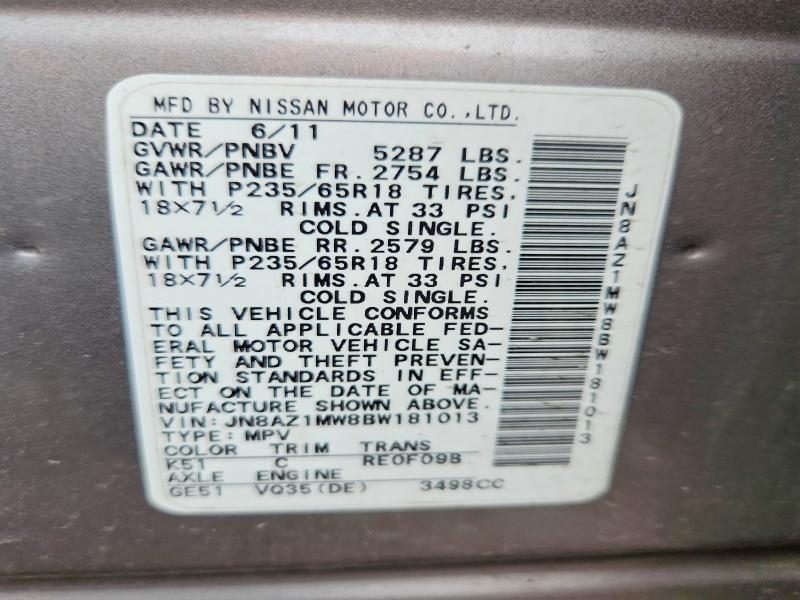 MFD BY NISSAN MOTOR CO.,LTD.
DATE 6/11
GVWR/PNBV 5287 LBS.
GAWR/PNBE FR. 2754 LBS.
WITH P235/65R18 TIRES,
18×7½ RIMS. AT 33 PSI
COLD SINGLE.
GAWR/PNBE RR. 2579 LBS.
WITH P235/65R18 TIRES,
18×7½ RIMS. AT 33 PSI
COLD SINGLE.
THIS VEHICLE CONFORMS
TO ALL APPLICABLE FED-
ERAL MOTOR VEHICLE SA-
FETY AND THEFT PREVEN-
TION STANDARDS IN EFF-
ECT ON THE DATE OF MA-
NUFACTURE SHOWN ABOVE.
VIN:JN8AZ1MW8BW181013
TYPE:MPV
COLOR TRIM TRANS
K51 C RE0F09B
AXLE ENGINE
GE51 VQ35(DE) 3498CC
JN8AZ1MW8BW181013